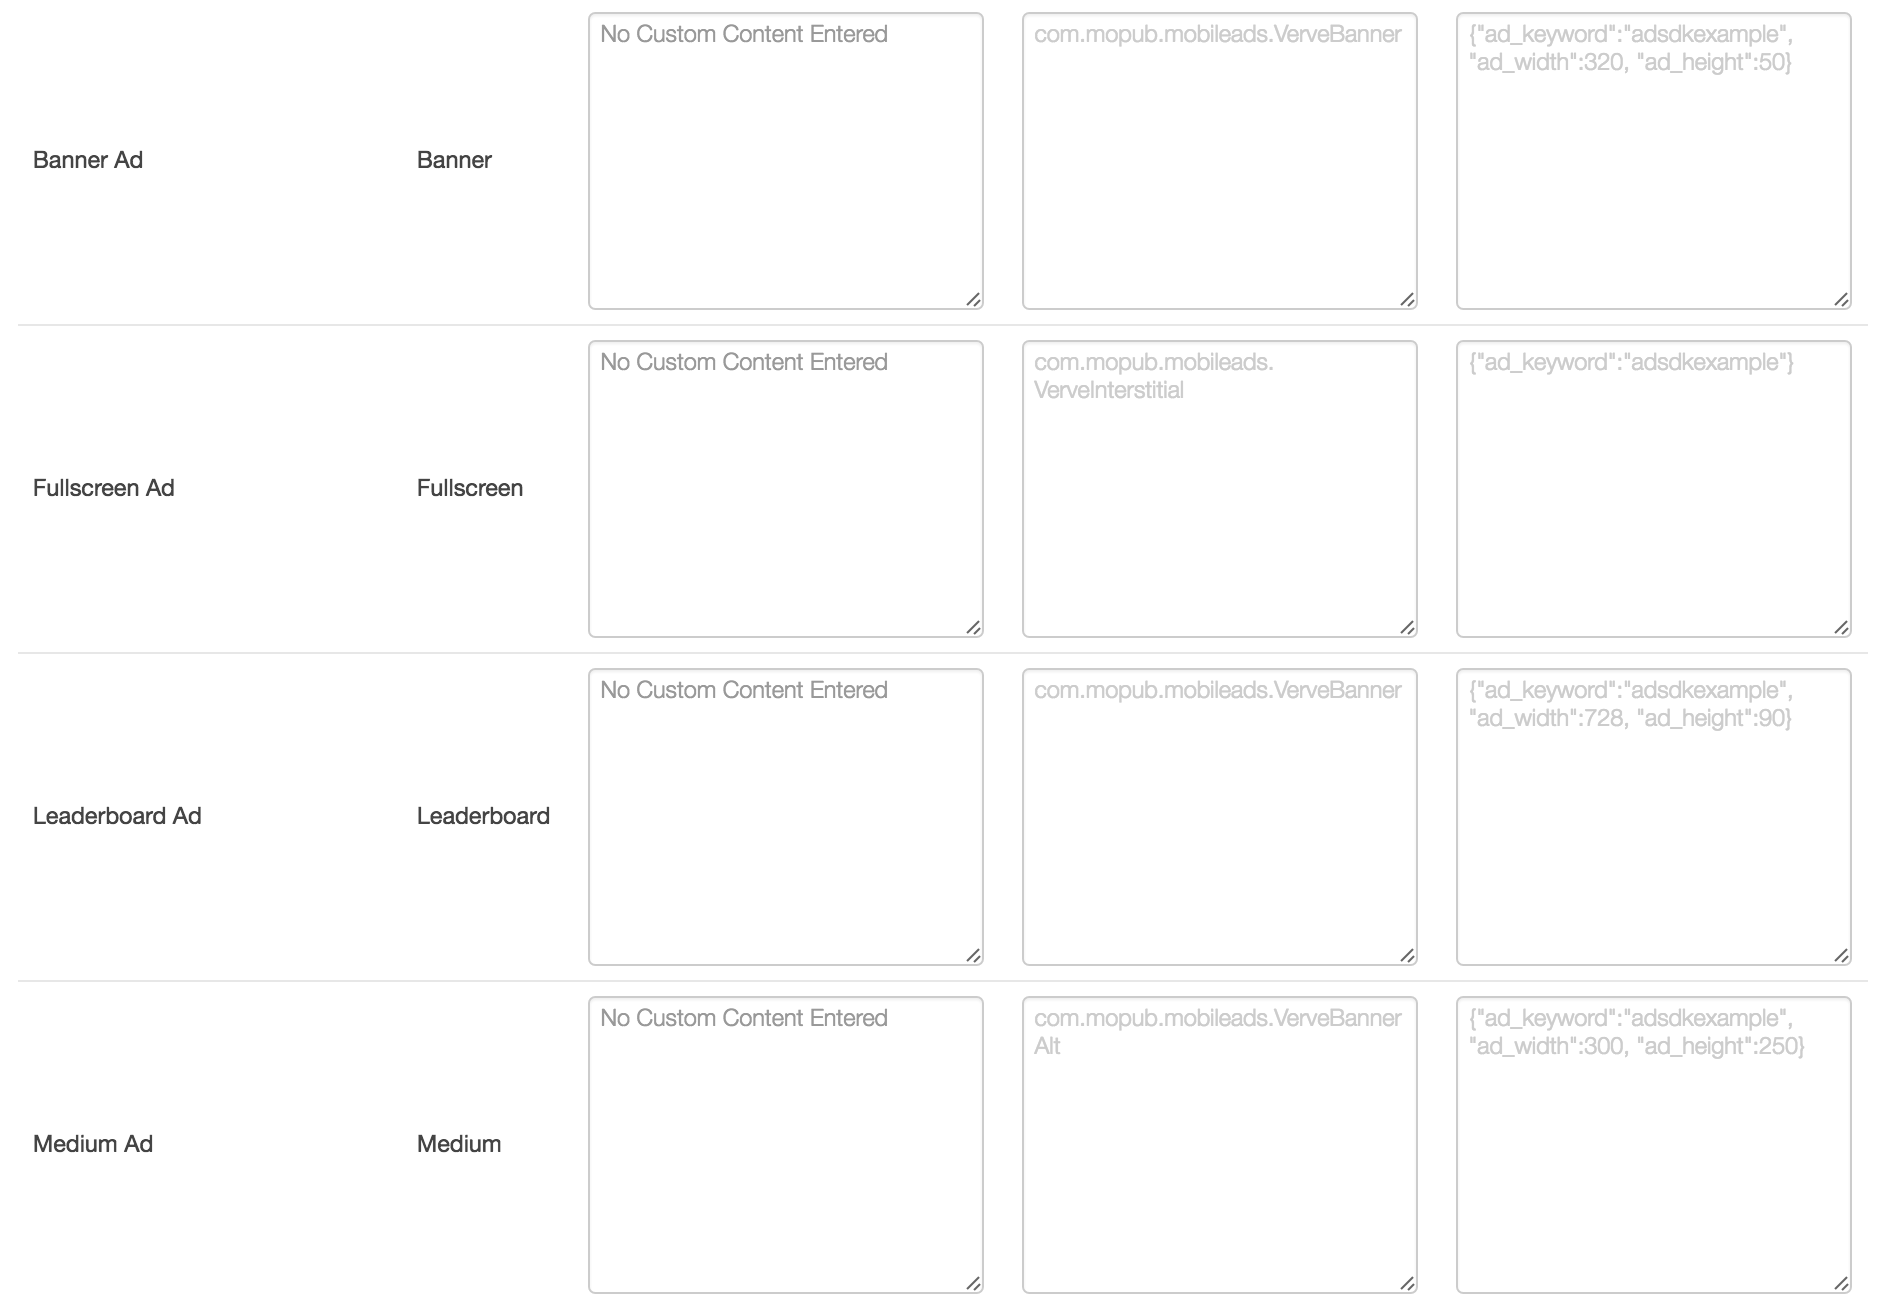 No Custom Content Entered
com.mopub.mobileads.VerveBanner
{"ad_keyword":"adsdkexample",
"ad_width":320, "ad_height":50}
Banner Ad
Banner
No Custom Content Entered
com.mopub.mobileads.
VerveInterstitial
{"ad_keyword":"adsdkexample"}
Fullscreen Ad
Fullscreen
No Custom Content Entered
com.mopub.mobileads.VerveBanner
{"ad_keyword":"adsdkexample",
"ad_width":728, "ad_height":90}
Leaderboard Ad
Leaderboard
No Custom Content Entered
com.mopub.mobileads.VerveBanner
Alt
{"ad_keyword":"adsdkexample",
"ad_width":300, "ad_height":250}
Medium Ad
Medium